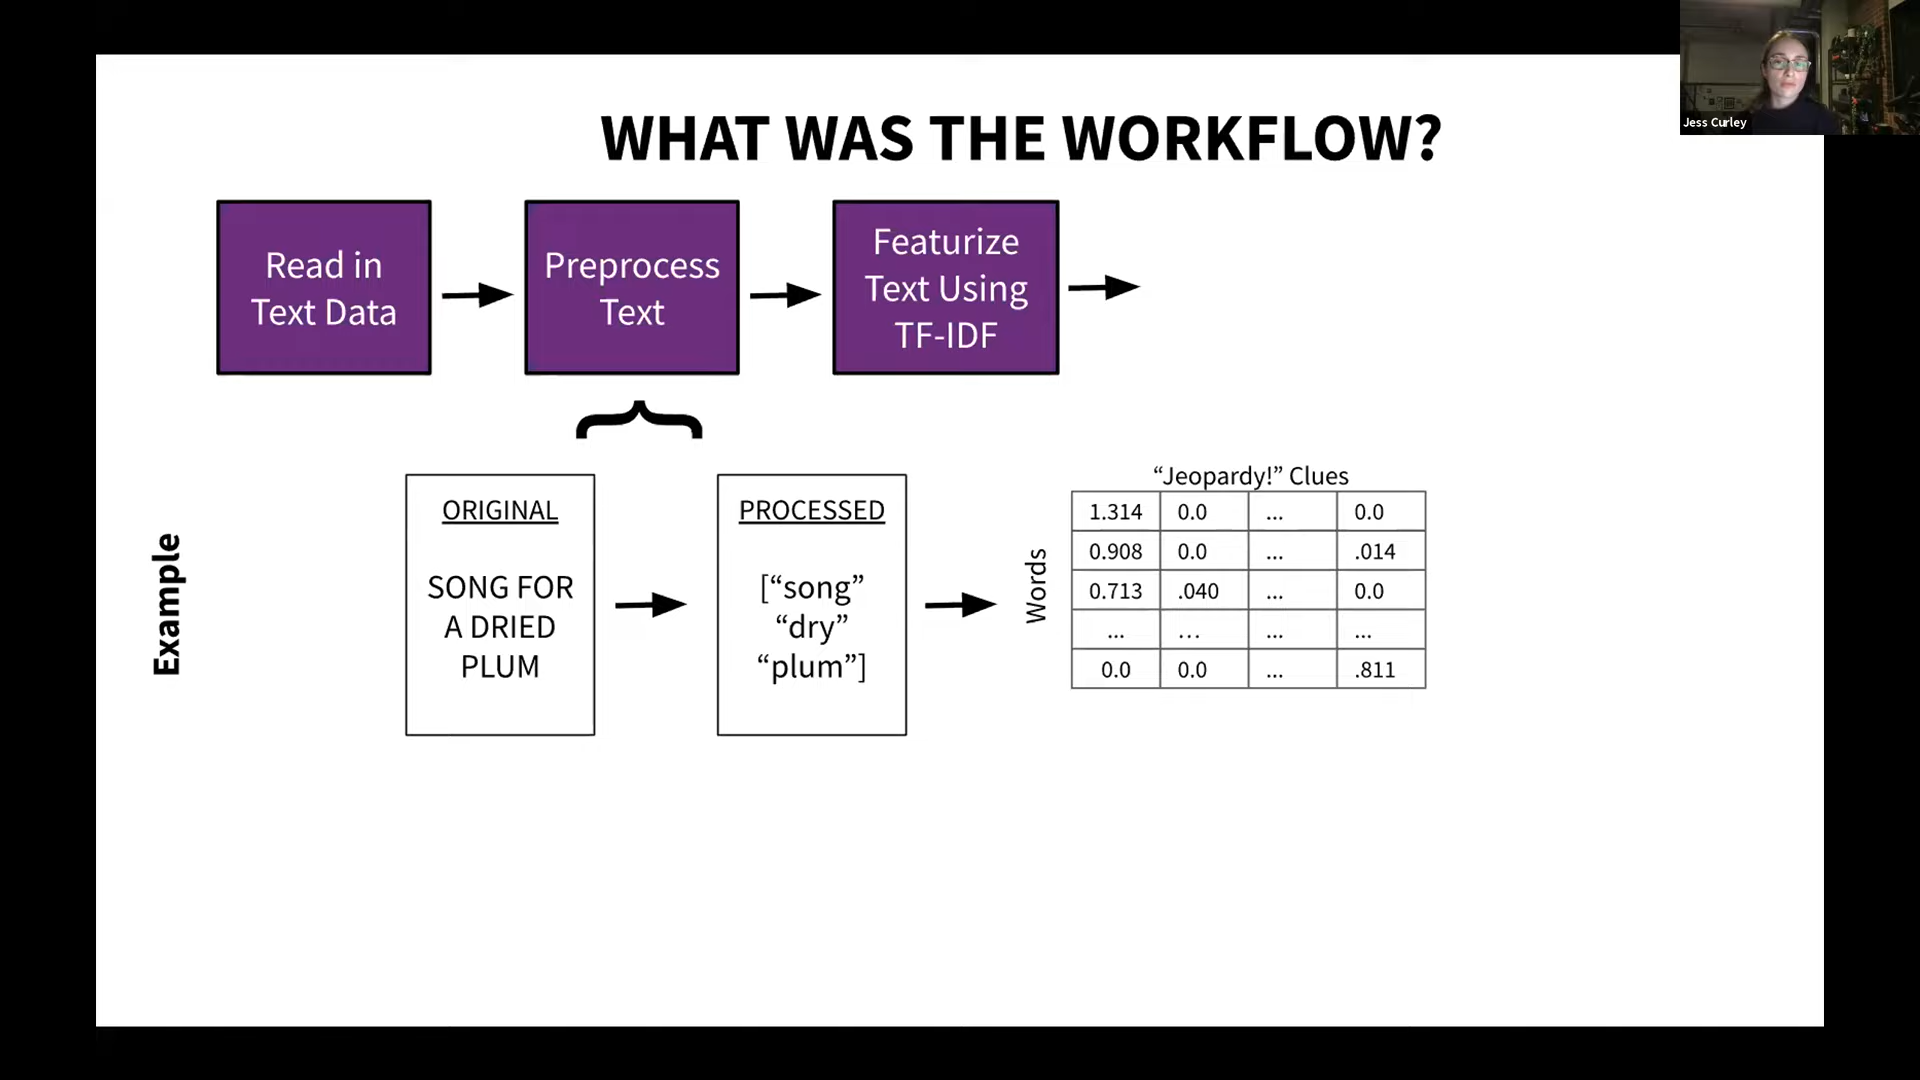 Jess Curley
WHAT WAS THE WORKFLOW?
Read in
Text Data
Preprocess
Text
Featurize
Text Using
TF-IDF
Example
ORIGINAL
SONG FOR
A DRIED
PLUM
PROCESSED
[“song”
“dry”
“plum”]
“Jeopardy!” Clues
Words
1.314 0.0 ... 0.0
0.908 0.0 ... .014
0.713 .040 ... 0.0
... ... ... ...
0.0 0.0 ... .811